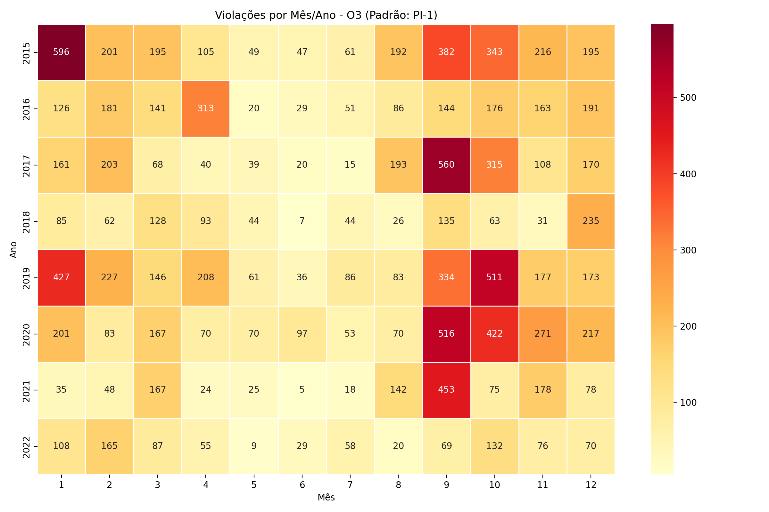 Violações por Mês/Ano - O3 (Padrão: PI-1)
Ano
2015 596 201 195 105 49 47 61 192 382 343 216 195
2016 126 181 141 313 20 29 51 86 144 176 163 191
2017 161 203 68 40 39 20 15 193 560 315 108 170
2018 85 62 128 93 44 7 44 26 135 63 31 235
2019 427 227 146 208 61 36 86 83 334 511 177 173
2020 201 83 167 70 70 97 53 70 516 422 271 217
2021 35 48 167 24 25 5 18 142 453 75 178 78
2022 108 165 87 55 9 29 58 20 69 132 76 70
1 2 3 4 5 6 7 8 9 10 11 12
Mês
500
400
300
200
100